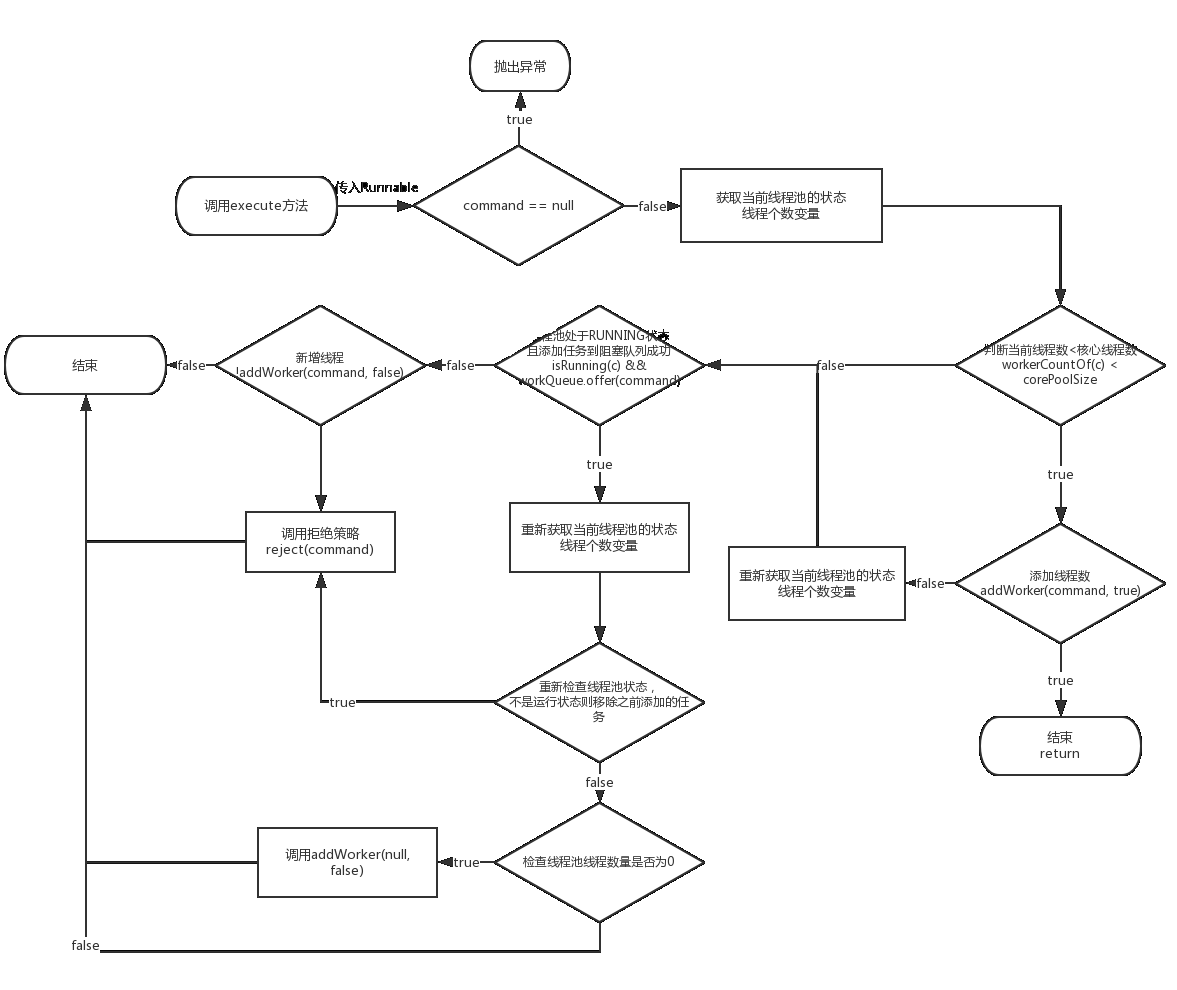 抛出异常
true
调用execute方法
传入Runnable
command == null
false
获取当前线程池的状态
线程个数变量
结束
false
新增线程
!addWorker(command, false)
false
程池处于RUNNING状态
且添加任务到阻塞队列成功
isRunning(c) &&
workQueue.offer(command)
false
判断当前线程数<核心线程数
workerCountOf(c) <
corePoolSize
true
true
调用拒绝策略
reject(command)
重新获取当前线程池的状态
线程个数变量
重新获取当前线程池的状态
线程个数变量
false
添加线程数
addWorker(command, true)
true
重新检查线程池状态，
不是运行状态则移除之前添加的任
务
true
结束
return
false
调用addWorker(null,
false)
true
检查线程池线程数量是否为0
false